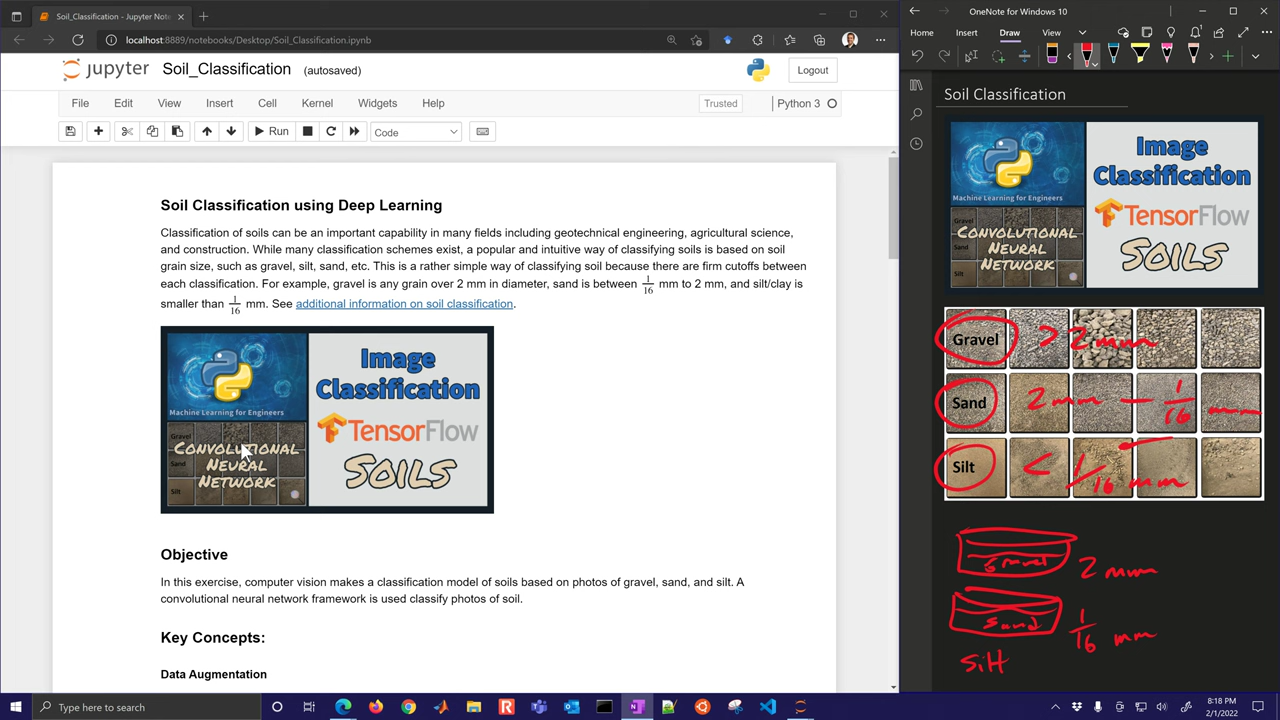 Soil_Classification - Jupyter Not
localhost:8889/notebooks/Desktop/Soil_Classification.ipynb
jupyter Soil_Classification (autosaved)
Logout
File Edit View Insert Cell Kernel Widgets Help
Trusted
Python 3
Run
Code
Soil Classification using Deep Learning
Classification of soils can be an important capability in many fields including geotechnical engineering, agricultural science,
and construction. While many classification schemes exist, a popular and intuitive way of classifying soils is based on soil
grain size, such as gravel, silt, sand, etc. This is a rather simple way of classifying soil because there are firm cutoffs between
each classification. For example, gravel is any grain over 2 mm in diameter, sand is between 1/16 mm to 2 mm, and silt/clay is
smaller than 1/16 mm. See additional information on soil classification.
Machine Learning for Engineers
Gravel
Sand
Silt
CONVOLUTIONAL
NEURAL
NETWORK
Image
Classification
TensorFlow
SOILS
Objective
In this exercise, computer vision makes a classification model of soils based on photos of gravel, sand, and silt. A
convolutional neural network framework is used classify photos of soil.
Key Concepts:
Data Augmentation
OneNote for Windows 10
Home Insert Draw View
Soil Classification
Machine Learning for Engineers
Gravel
Sand
Silt
CONVOLUTIONAL
NEURAL
NETWORK
Image
Classification
TensorFlow
SOILS
Gravel > 2 mm
Sand 2 mm - 1/16 mm
Silt < 1/16 mm
Gravel 2 mm
Sand 1/16 mm
Silt
Type here to search
8:18 PM
2/1/2022